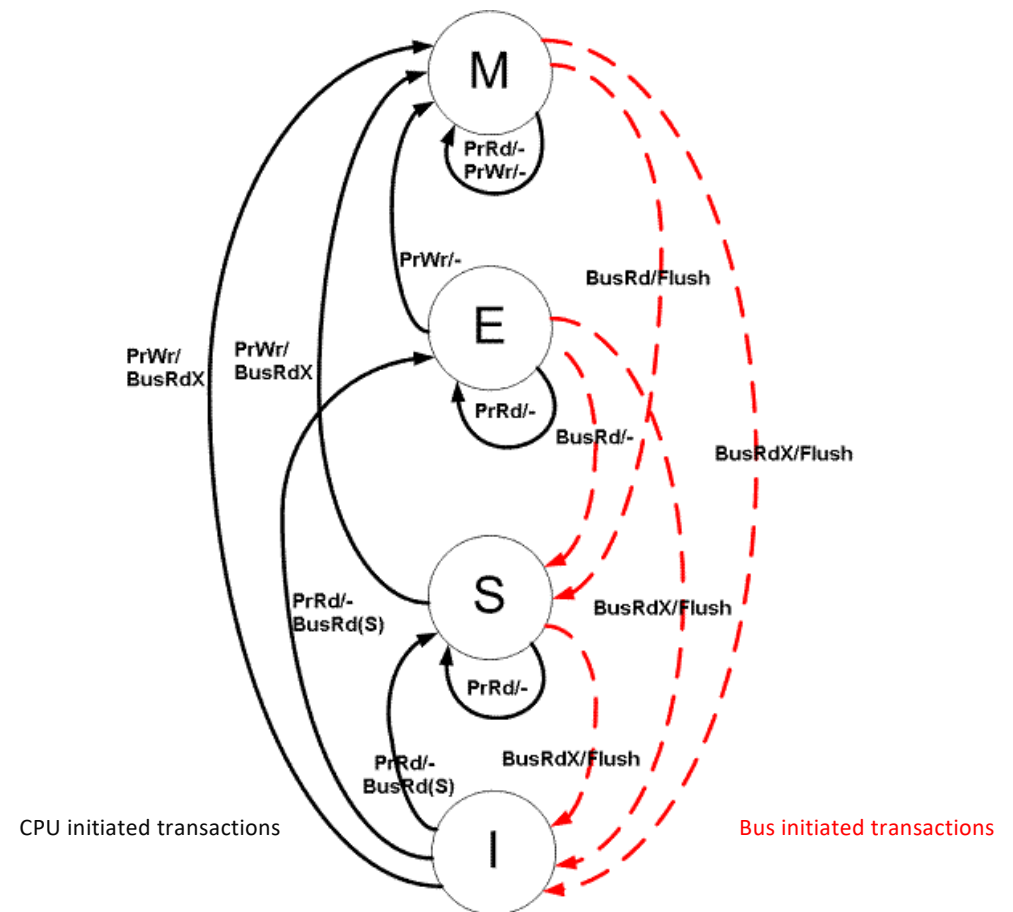 M
PrRd/-
PrWr/-
PrWr/-
BusRd/Flush
E
PrWr/
BusRdX
PrWr/
BusRdX
PrRd/-
BusRd/-
BusRdX/Flush
S
PrRd/-
BusRd(S)
BusRdX/Flush
PrRd/-
PrRd/-
BusRd(S)
BusRdX/Flush
CPU initiated transactions
Bus initiated transactions
I